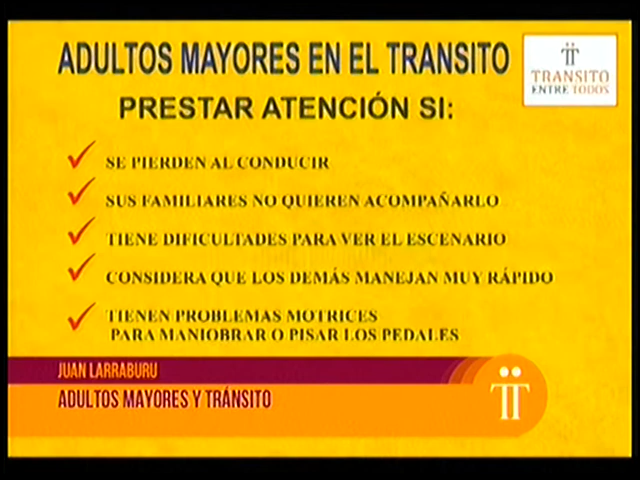 ADULTOS MAYORES EN EL TRANSITO
TRANSITO
ENTRE TODOS
PRESTAR ATENCIÓN SI:
SE PIERDEN AL CONDUCIR
SUS FAMILIARES NO QUIEREN ACOMPAÑARLO
TIENE DIFICULTADES PARA VER EL ESCENARIO
CONSIDERA QUE LOS DEMÁS MANEJAN MUY RÁPIDO
TIENEN PROBLEMAS MOTRICES
PARA MANIOBRAR O PISAR LOS PEDALES
JUAN LARRABURU
ADULTOS MAYORES Y TRÁNSITO